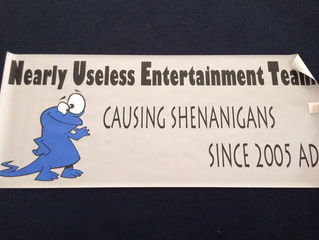 Nearly Useless Entertainment Team
CAUSING SHENANIGANS
SINCE 2005 AD